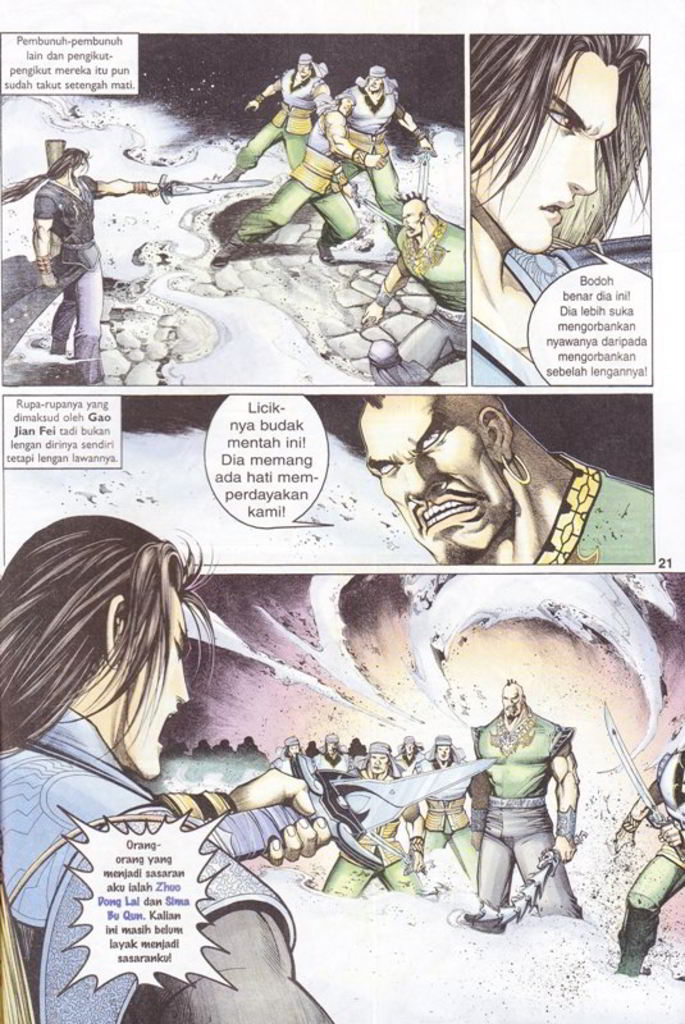 Pembunuh-pembunuh
lain dan pengikut-
pengikut mereka itu pun
sudah takut setengah mati.
Bodoh
benar dia ini!
Dia lebih suka
mengorbankan
nyawanya daripada
mengorbankan
sebelah lengannya!
Rupa-rupanya yang
dimaksud oleh Gao
Jian Fei tadi bukan
lengan dirinya sendiri
tetapi lengan lawannya.
Licik-
nya budak
mentah ini!
Dia memang
ada hati mem-
perdayakan
kami!
21
Orang-
orang yang
menjadi sasaran
aku ialah Zhuo
Dong Lai dan Sima
Bu Qun. Kalian
ini masih belum
layak menjadi
sasaranku!